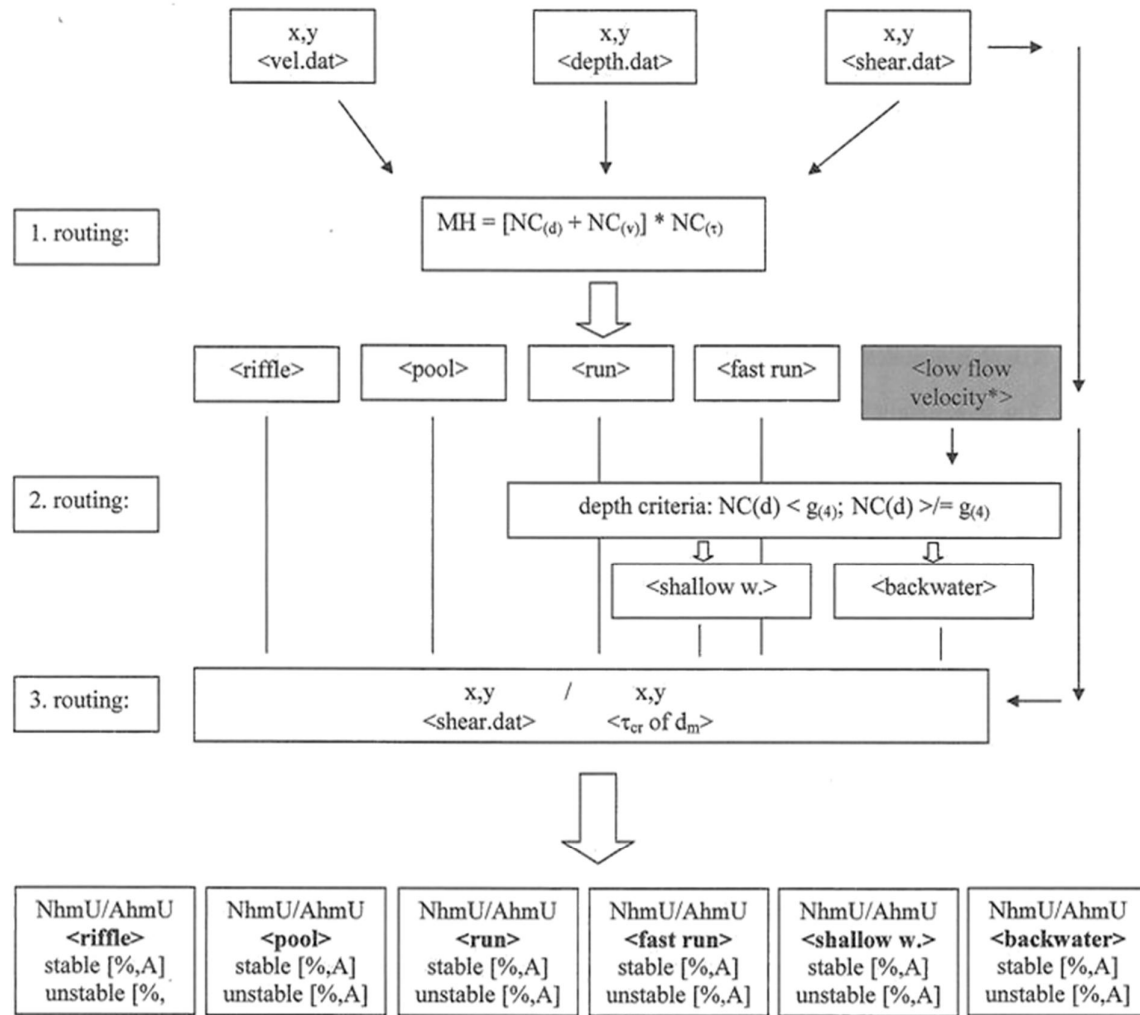 x,y
<vel.dat>
x,y
<depth.dat>
x,y
<shear.dat>
1. routing:
MH = [NC(d) + NC(v)] * NC(τ)
<riffle>
<pool>
<run>
<fast run>
<low flow
velocity*>
2. routing:
depth criteria: NC(d) < g(4); NC(d) >/= g(4)
<shallow w.>
<backwater>
3. routing:
x,y / x,y
<shear.dat> <τcr of dm>
NhmU/AhmU
<riffle>
stable [%,A]
unstable [%,
NhmU/AhmU
<pool>
stable [%,A]
unstable [%,A]
NhmU/AhmU
<run>
stable [%,A]
unstable [%,A]
NhmU/AhmU
<fast run>
stable [%,A]
unstable [%,A]
NhmU/AhmU
<shallow w.>
stable [%,A]
unstable [%,A]
NhmU/AhmU
<backwater>
stable [%,A]
unstable [%,A]